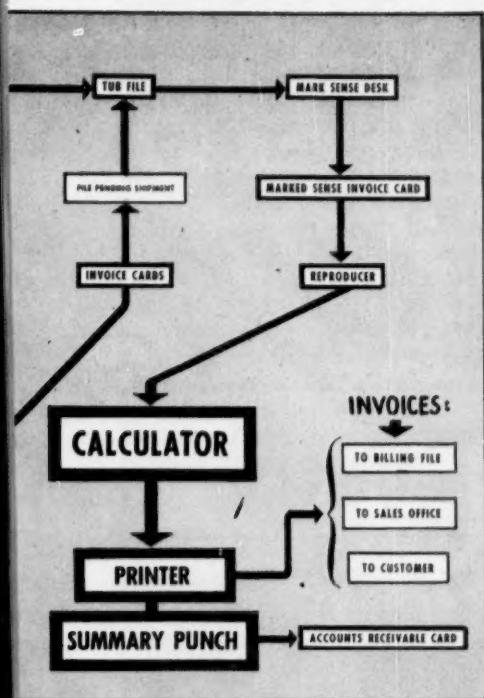 TUB FILE
MARK SENSE DESK
FILE PENDING SHIPMENT
MARKED SENSE INVOICE CARD
INVOICE CARDS
REPRODUCER
INVOICES:
CALCULATOR
TO BILLING FILE
TO SALES OFFICE
TO CUSTOMER
PRINTER
SUMMARY PUNCH
ACCOUNTS RECEIVABLE CARD